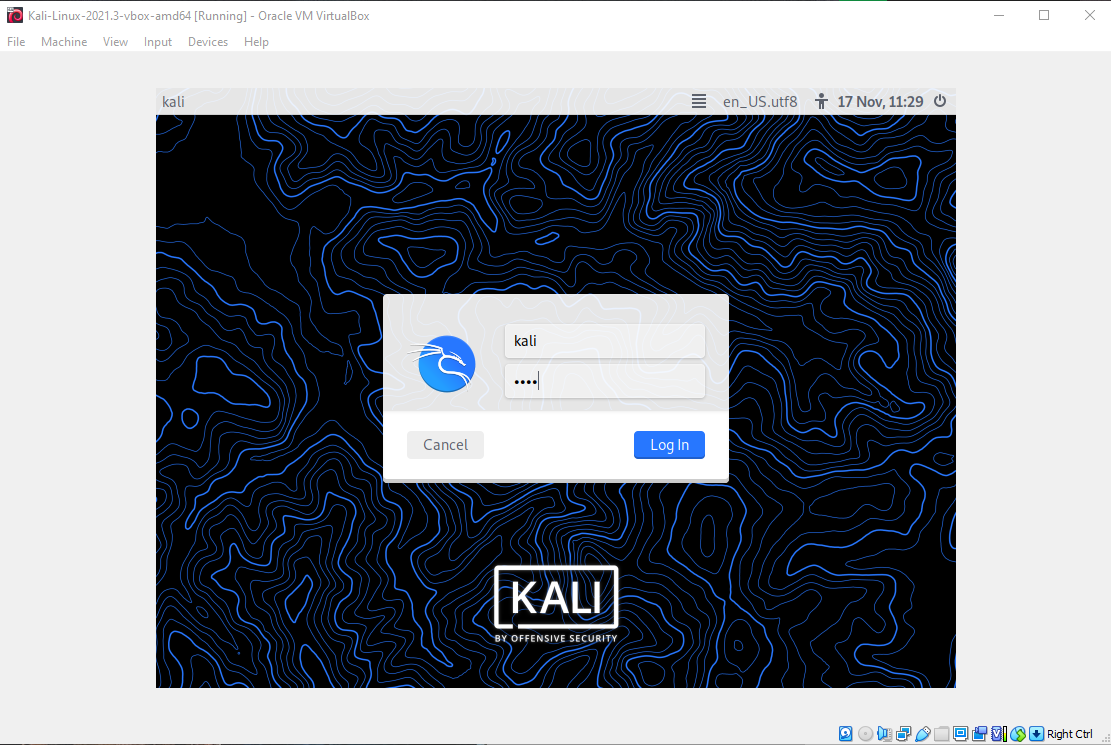 Kali-Linux-2021.3-vbox-amd64 [Running] - Oracle VM VirtualBox
File Machine View Input Devices Help
kali en_US.utf8 17 Nov, 11:29
kali
••••
Cancel Log In
KALI
BY OFFENSIVE SECURITY
Right Ctrl